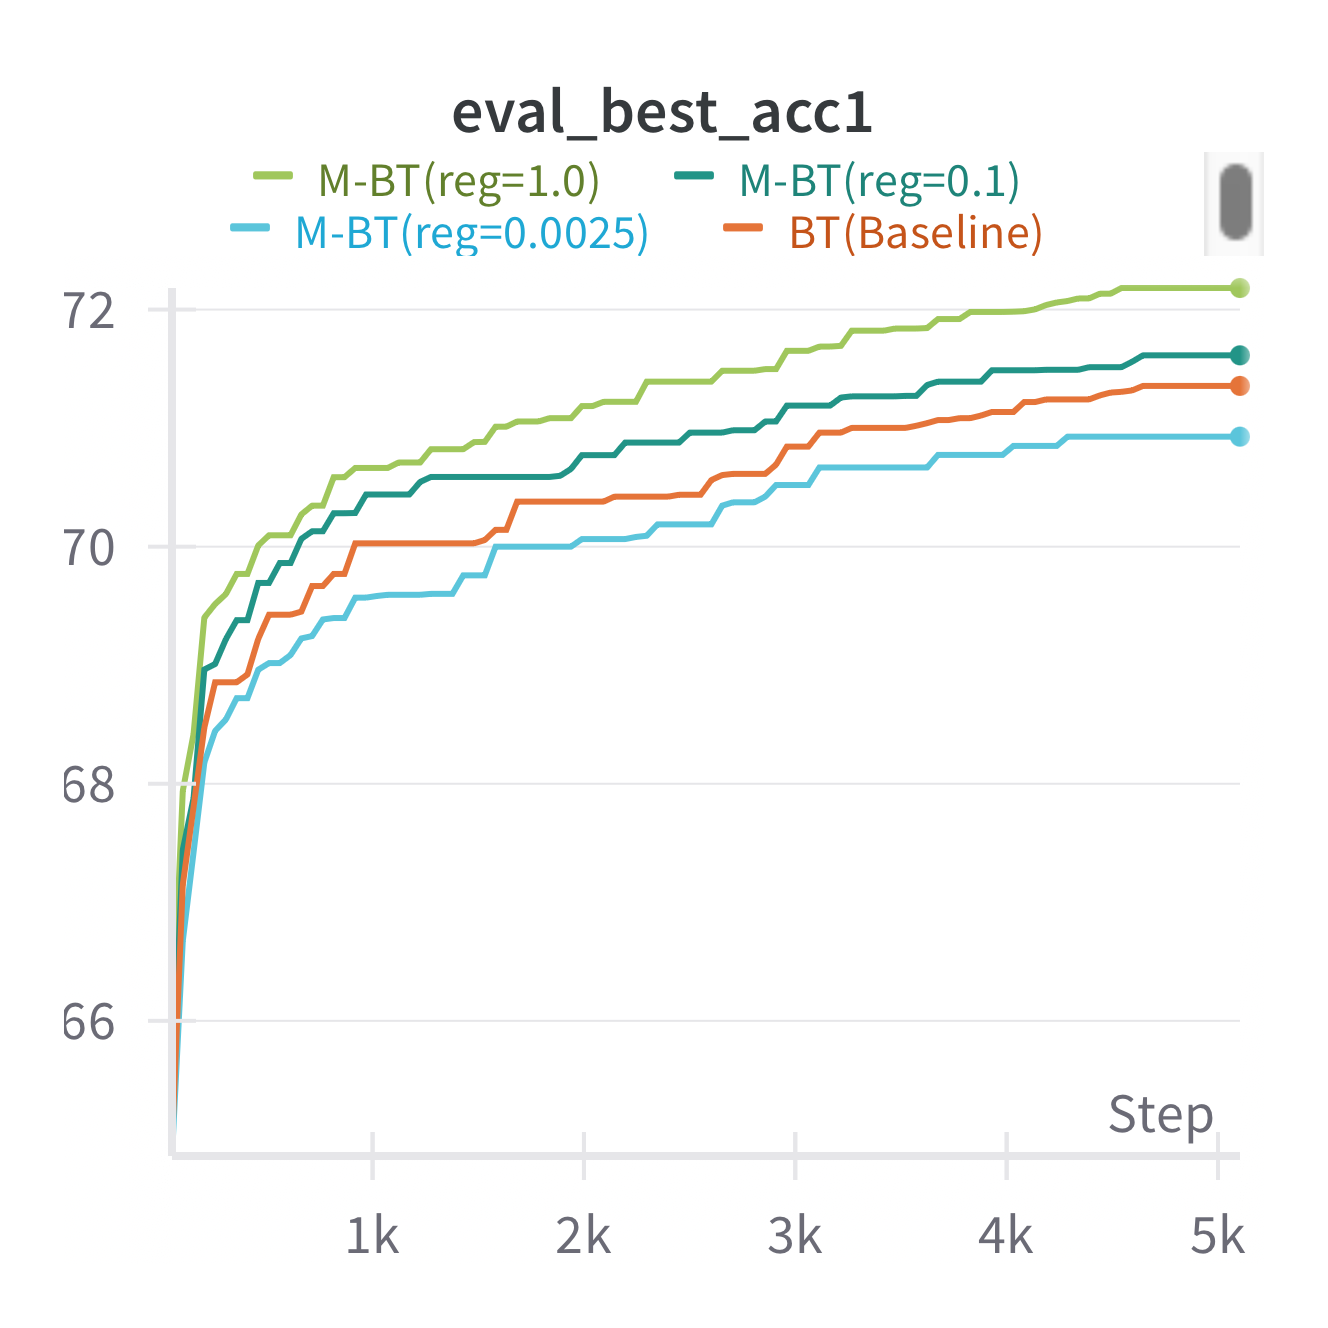 eval_best_acc1
M-BT(reg=1.0) M-BT(reg=0.1)
M-BT(reg=0.0025) BT(Baseline)
72
70
68
66
Step
1k 2k 3k 4k 5k